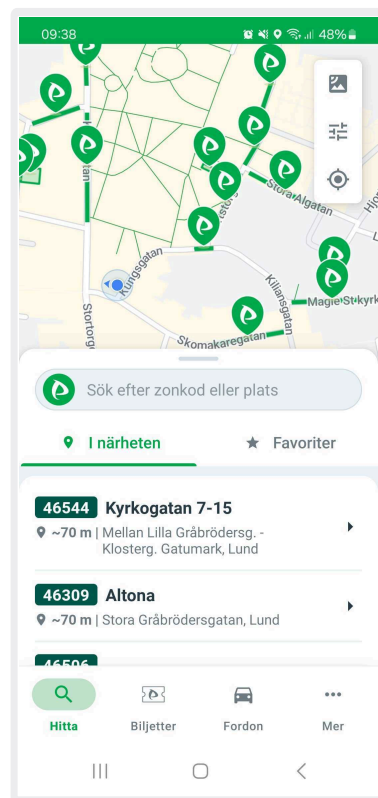 09:38
48%
Stora Algatan
Kungsgatan
Kiliansgatan
Stortorge
Skomakaregatan
Magle St kyrk
Sök efter zonkod eller plats
I närheten
Favoriter
46544 Kyrkogatan 7-15
~70 m | Mellan Lilla Gråbrödersg. -
Klosterg. Gatumark, Lund
46309 Altona
~70 m | Stora Gråbrödersgatan, Lund
Hitta
Biljetter
Fordon
Mer